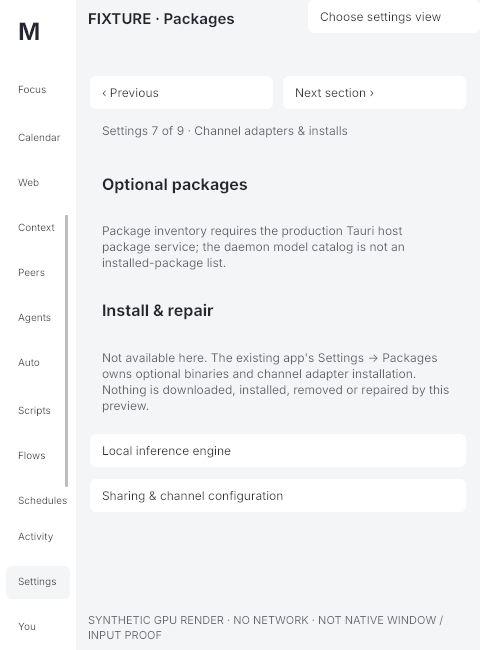 M
Focus
Calendar
Web
Context
Peers
Agents
Auto
Scripts
Flows
Schedules
Activity
Settings
You
FIXTURE · Packages
Choose settings view
‹ Previous
Next section ›
Settings 7 of 9 · Channel adapters & installs
Optional packages
Package inventory requires the production Tauri host
package service; the daemon model catalog is not an
installed-package list.
Install & repair
Not available here. The existing app's Settings → Packages
owns optional binaries and channel adapter installation.
Nothing is downloaded, installed, removed or repaired by this
preview.
Local inference engine
Sharing & channel configuration
SYNTHETIC GPU RENDER · NO NETWORK · NOT NATIVE WINDOW /
INPUT PROOF